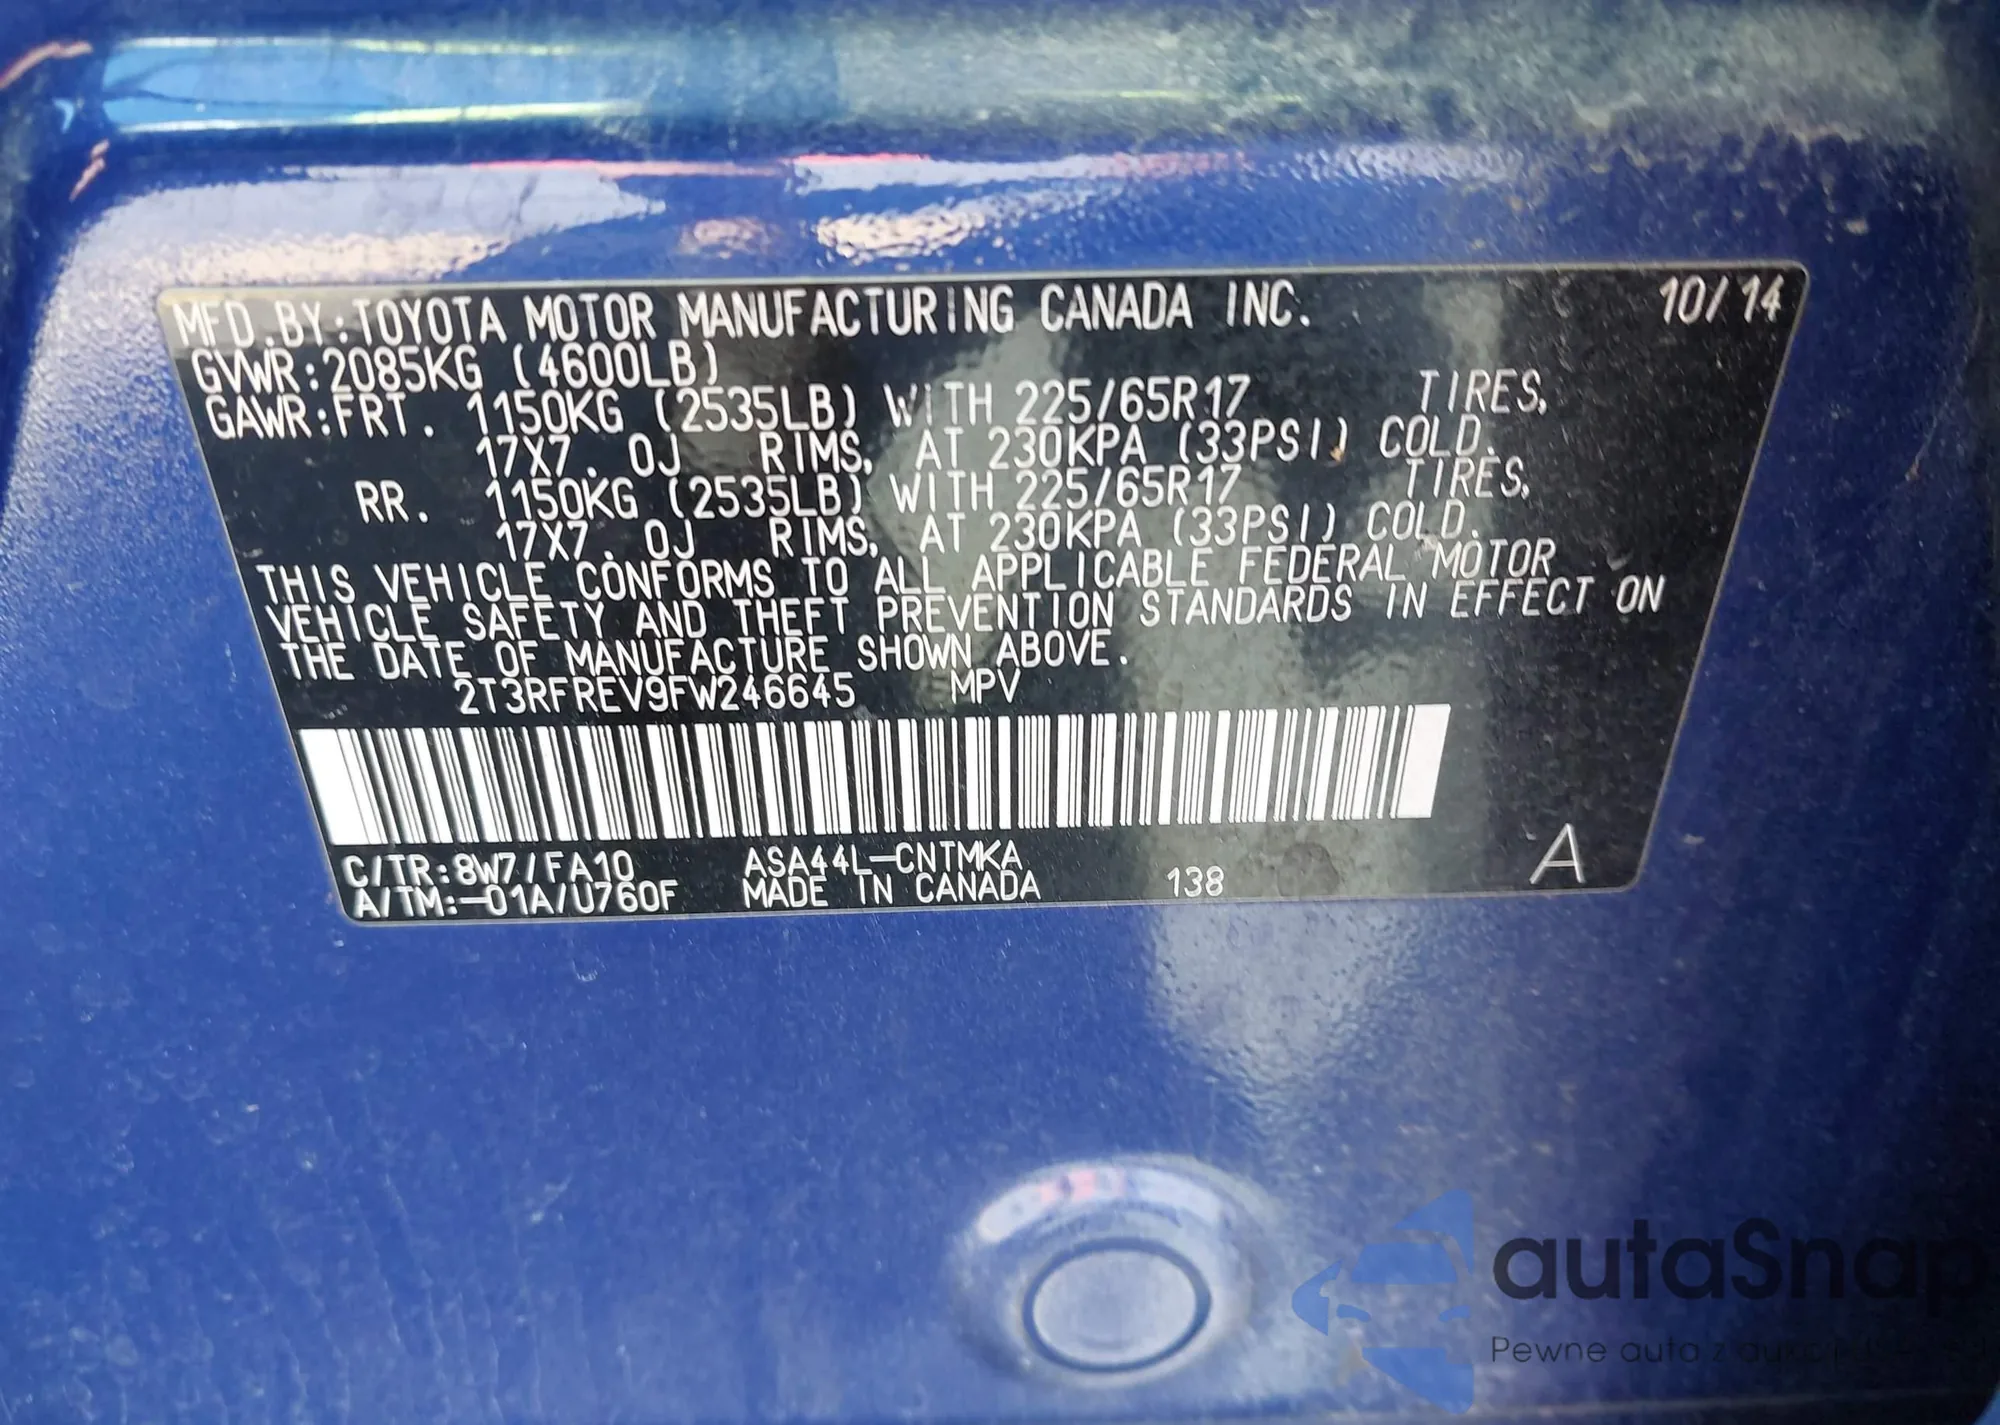 MFD.BY:TOYOTA MOTOR MANUFACTURING CANADA INC. 10/14
GVWR:2085KG (4600LB)
GAWR:FRT. 1150KG (2535LB) WITH 225/65R17 TIRES,
17X7.0J RIMS, AT 230KPA (33PSI) COLD.
RR. 1150KG (2535LB) WITH 225/65R17 TIRES,
17X7.0J RIMS, AT 230KPA (33PSI) COLD.
THIS VEHICLE CONFORMS TO ALL APPLICABLE FEDERAL MOTOR
VEHICLE SAFETY AND THEFT PREVENTION STANDARDS IN EFFECT ON
THE DATE OF MANUFACTURE SHOWN ABOVE.
2T3RFREV9FW246645 MPV
C/TR:8W7/FA10 ASA44L-CNTMKA
A/TM:-01A/U760F MADE IN CANADA 138 A
autaSnap
Pewne auta z